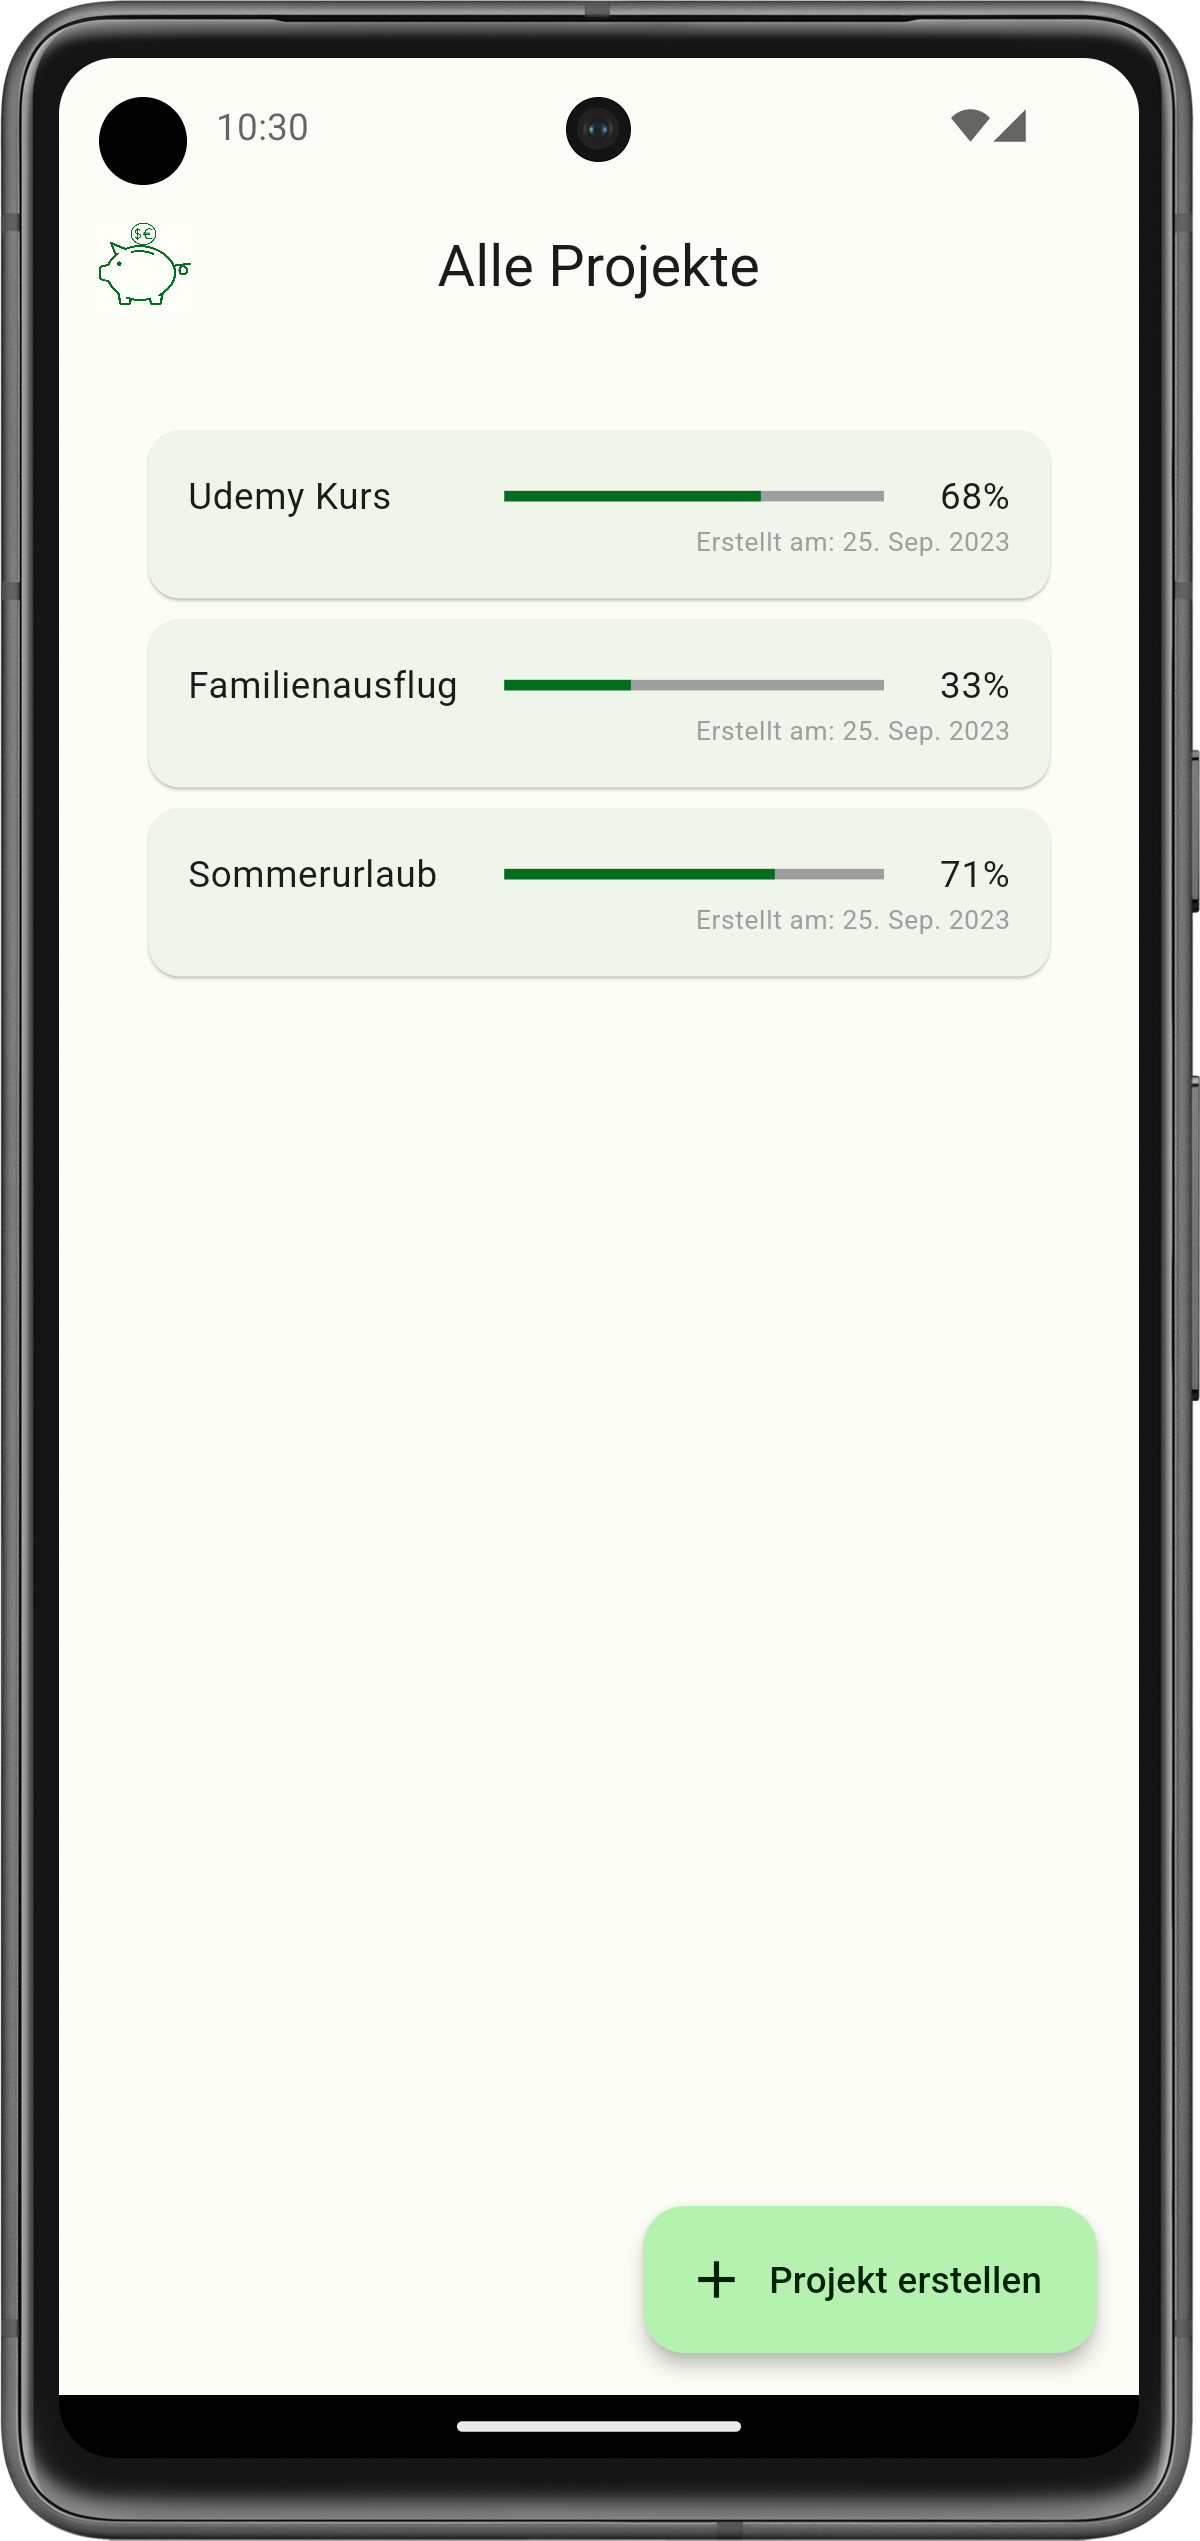 10:30
$€
Alle Projekte
Udemy Kurs 68%
Erstellt am: 25. Sep. 2023
Familienausflug 33%
Erstellt am: 25. Sep. 2023
Sommerurlaub 71%
Erstellt am: 25. Sep. 2023
Projekt erstellen